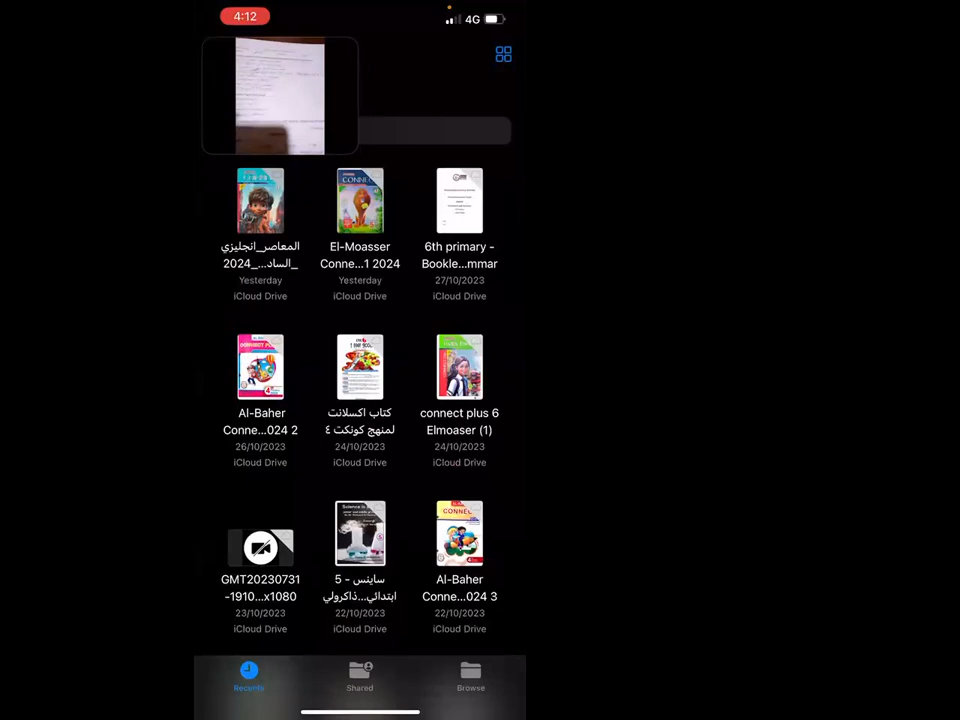 4:12
4G
المعاصر_انجليزي
_الساد..._2024
Yesterday
iCloud Drive
El-Moasser
Conne...1 2024
Yesterday
iCloud Drive
6th primary -
Bookle...mmar
27/10/2023
iCloud Drive
Al-Baher
Conne...024 2
26/10/2023
iCloud Drive
كتاب اكسلانت
لمنهج كونكت ٤
24/10/2023
iCloud Drive
connect plus 6
Elmoaser (1)
24/10/2023
iCloud Drive
GMT20230731
-1910...x1080
23/10/2023
iCloud Drive
ساينس - 5
ابتدائي...ذاكرولي
22/10/2023
iCloud Drive
CONNECT
Al-Baher
Conne...024 3
22/10/2023
iCloud Drive
Recents
Shared
Browse